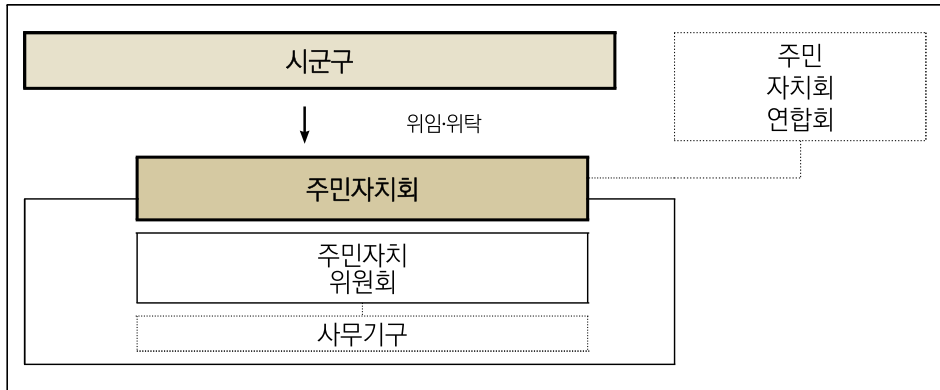 시군구
주민
자치회
연합회
위임·위탁
주민자치회
주민자치
위원회
사무기구